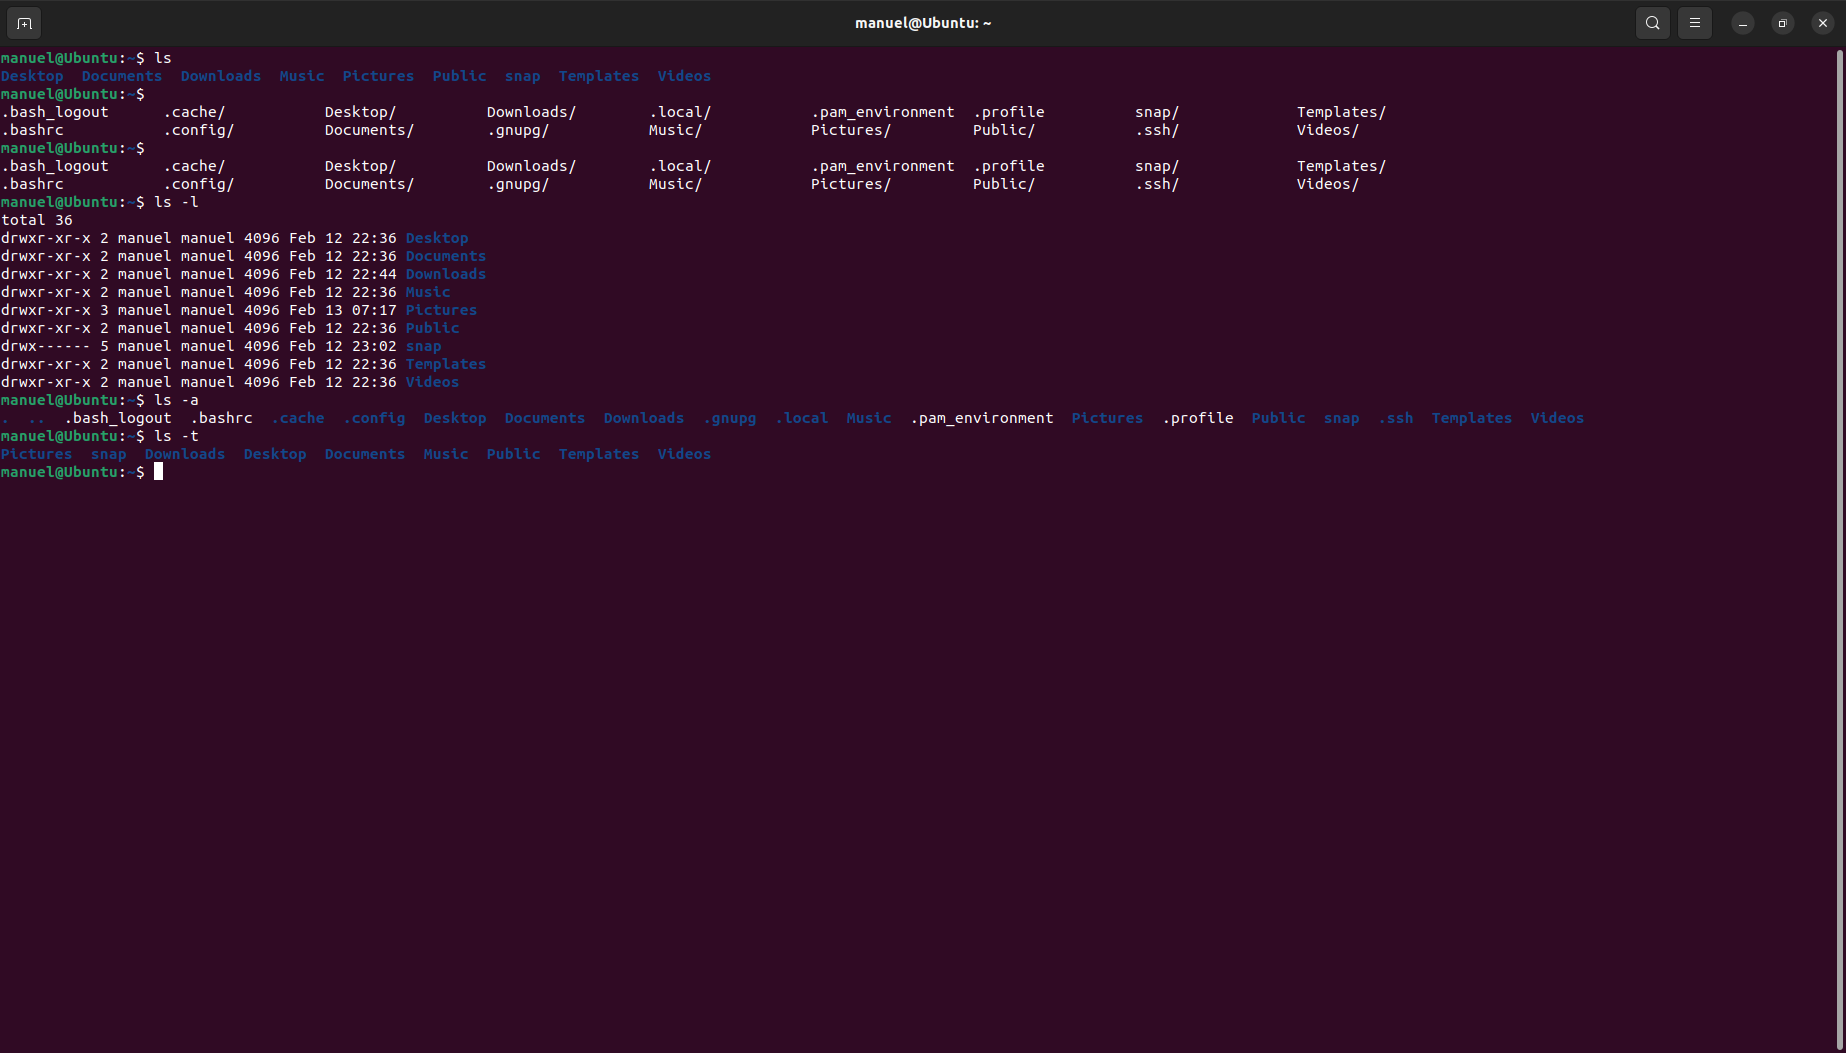 manuel@Ubuntu: ~
manuel@Ubuntu:~$ ls
Desktop  Documents  Downloads  Music  Pictures  Public  snap  Templates  Videos
manuel@Ubuntu:~$
.bash_logout      .cache/           Desktop/          Downloads/        .local/           .pam_environment  .profile          snap/             Templates/
.bashrc           .config/          Documents/        .gnupg/           Music/            Pictures/         Public/           .ssh/             Videos/
manuel@Ubuntu:~$
.bash_logout      .cache/           Desktop/          Downloads/        .local/           .pam_environment  .profile          snap/             Templates/
.bashrc           .config/          Documents/        .gnupg/           Music/            Pictures/         Public/           .ssh/             Videos/
manuel@Ubuntu:~$ ls -l
total 36
drwxr-xr-x 2 manuel manuel 4096 Feb 12 22:36 Desktop
drwxr-xr-x 2 manuel manuel 4096 Feb 12 22:36 Documents
drwxr-xr-x 2 manuel manuel 4096 Feb 12 22:44 Downloads
drwxr-xr-x 2 manuel manuel 4096 Feb 12 22:36 Music
drwxr-xr-x 3 manuel manuel 4096 Feb 13 07:17 Pictures
drwxr-xr-x 2 manuel manuel 4096 Feb 12 22:36 Public
drwx------ 5 manuel manuel 4096 Feb 12 23:02 snap
drwxr-xr-x 2 manuel manuel 4096 Feb 12 22:36 Templates
drwxr-xr-x 2 manuel manuel 4096 Feb 12 22:36 Videos
manuel@Ubuntu:~$ ls -a
.  ..  .bash_logout  .bashrc  .cache  .config  Desktop  Documents  Downloads  .gnupg  .local  Music  .pam_environment  Pictures  .profile  Public  snap  .ssh  Templates  Videos
manuel@Ubuntu:~$ ls -t
Pictures  snap  Downloads  Desktop  Documents  Music  Public  Templates  Videos
manuel@Ubuntu:~$